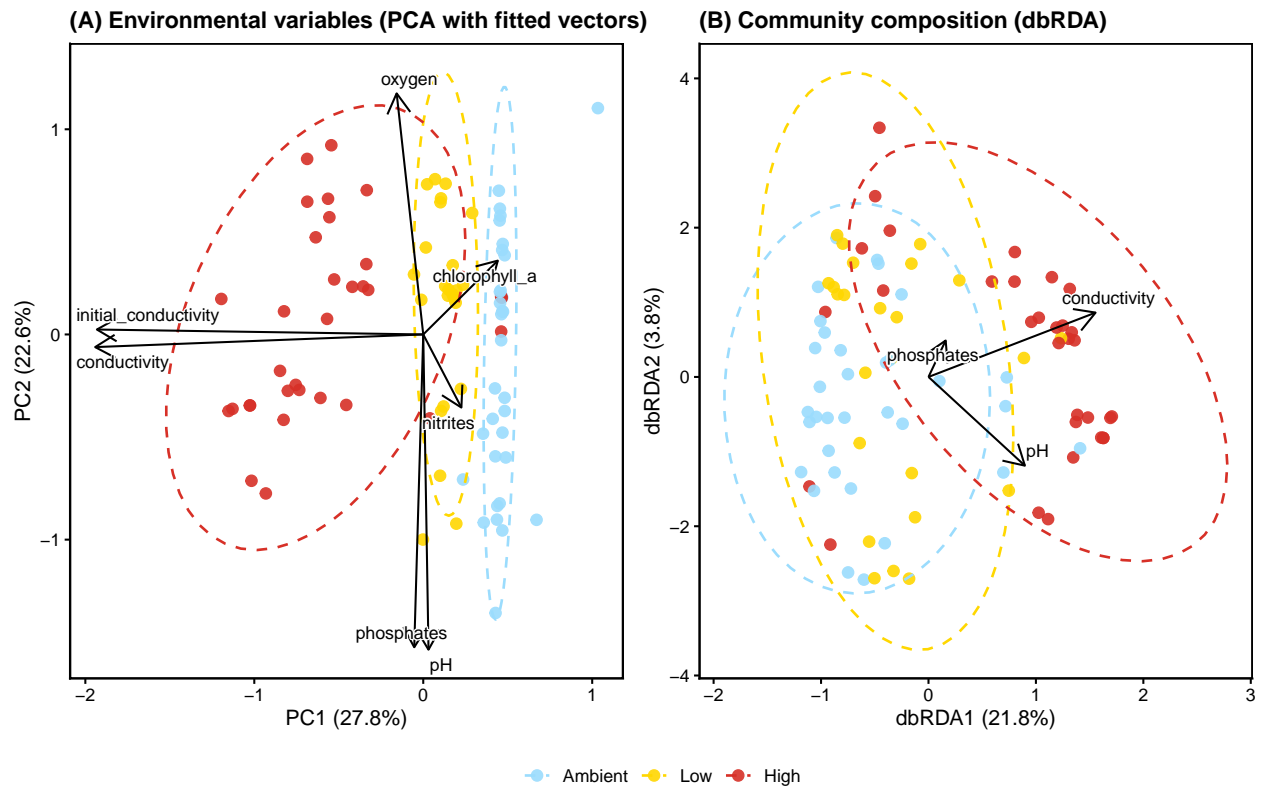 (A) Environmental variables (PCA with fitted vectors)
(B) Community composition (dbRDA)
PC2 (22.6%)
1
0
−1
oxygen
chlorophyll_a
initial_conductivity
conductivity
nitrites
phosphates
pH
−2
−1
0
1
PC1 (27.8%)
dbRDA2 (3.8%)
4
2
0
−2
−4
conductivity
phosphates
pH
−2
−1
0
1
2
3
dbRDA1 (21.8%)
Ambient
Low
High